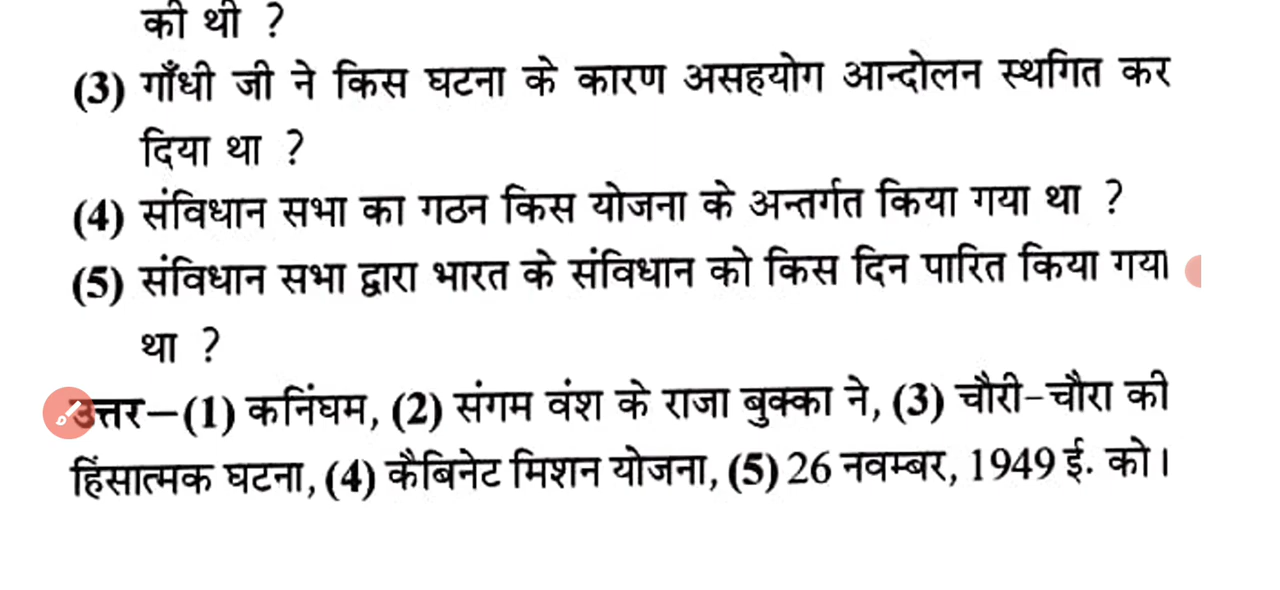 की थी ?
(3) गाँधी जी ने किस घटना के कारण असहयोग आन्दोलन स्थगित कर
दिया था ?
(4) संविधान सभा का गठन किस योजना के अन्तर्गत किया गया था ?
(5) संविधान सभा द्वारा भारत के संविधान को किस दिन पारित किया गया
था ?
उत्तर—(1) कनिंघम, (2) संगम वंश के राजा बुक्का ने, (3) चौरी-चौरा की
हिंसात्मक घटना, (4) कैबिनेट मिशन योजना, (5) 26 नवम्बर, 1949 ई. को।